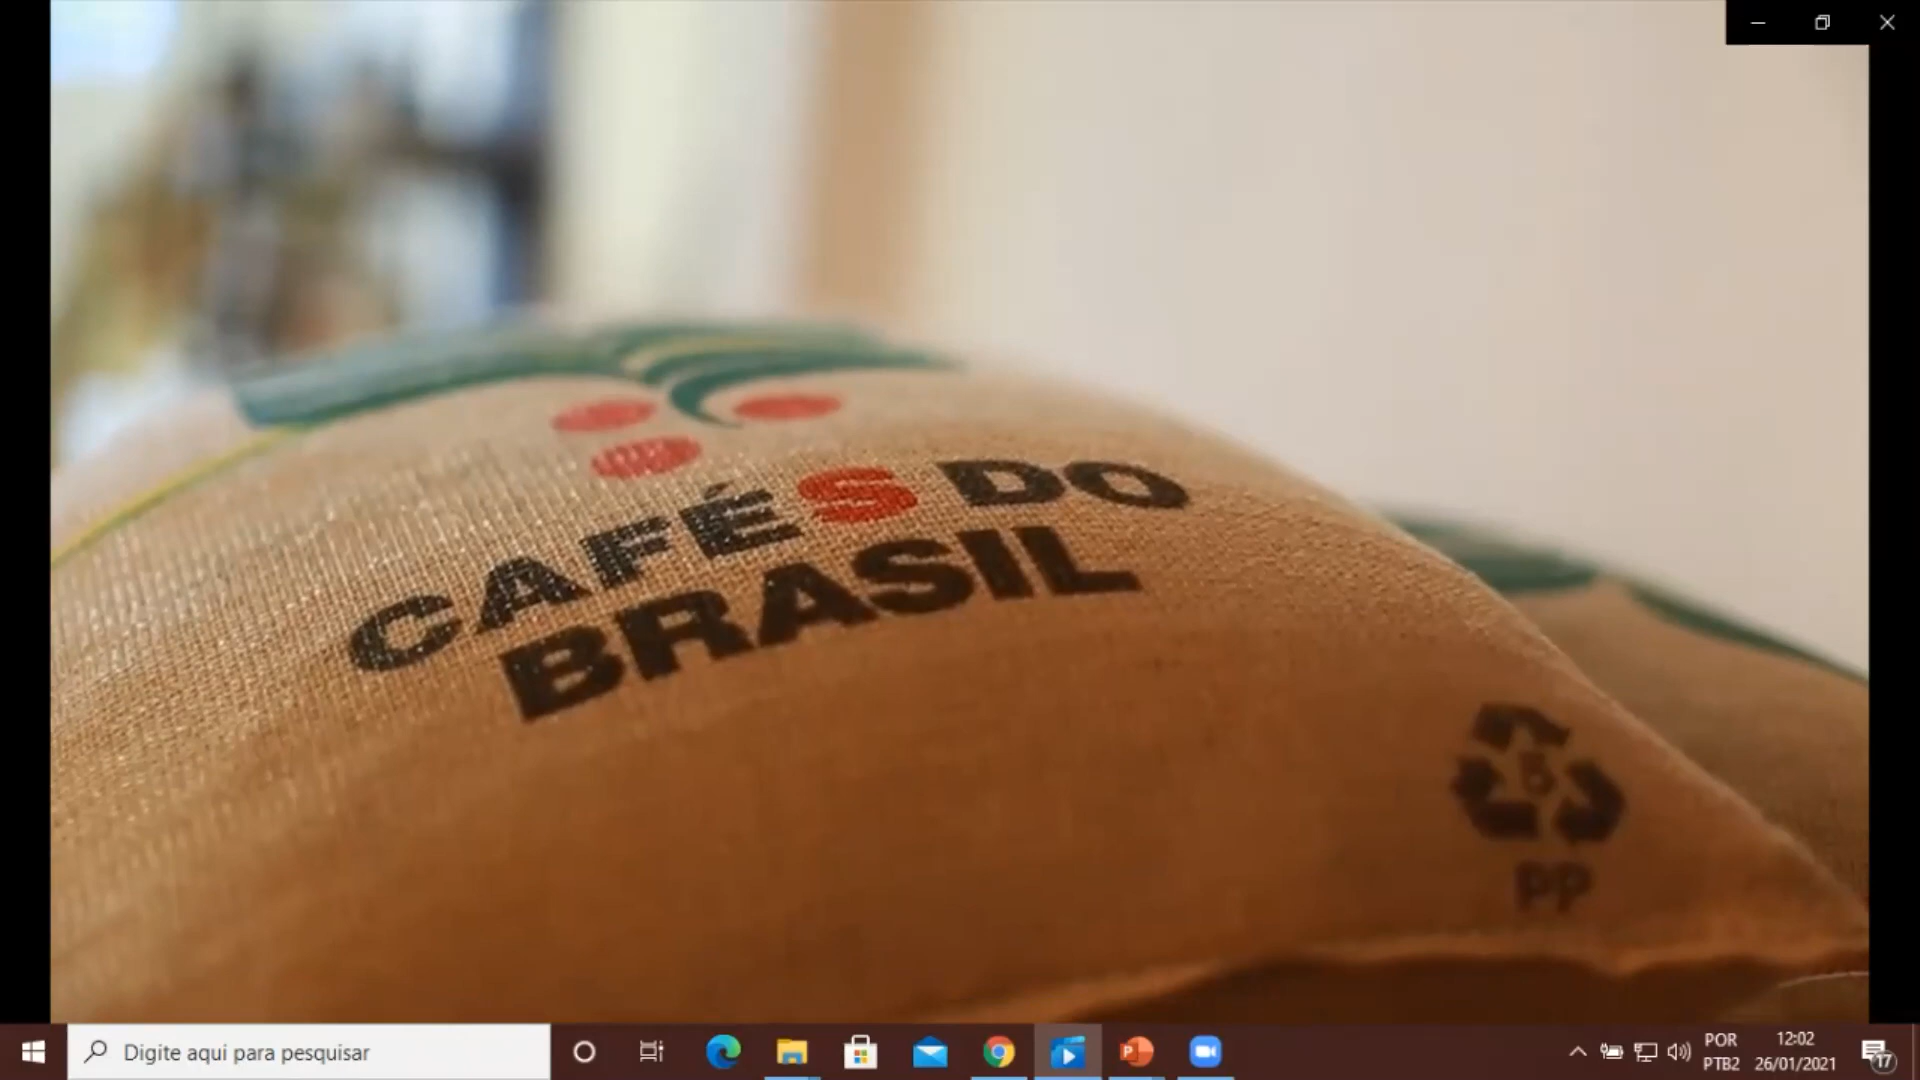 CAFÉS DO
BRASIL
5
PP
Digite aqui para pesquisar
POR
PTB2
12:02
26/01/2021
17